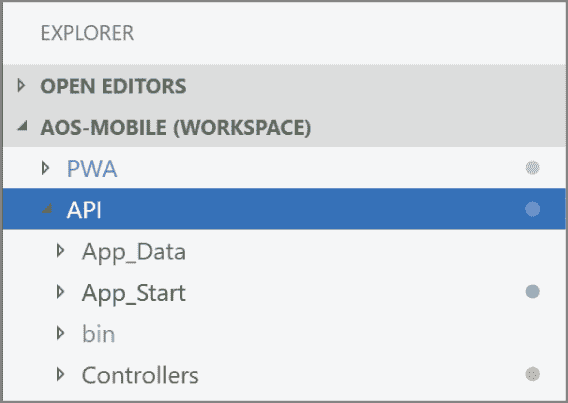 EXPLORER
OPEN EDITORS
AOS-MOBILE (WORKSPACE)
PWA
API
App_Data
App_Start
bin
Controllers